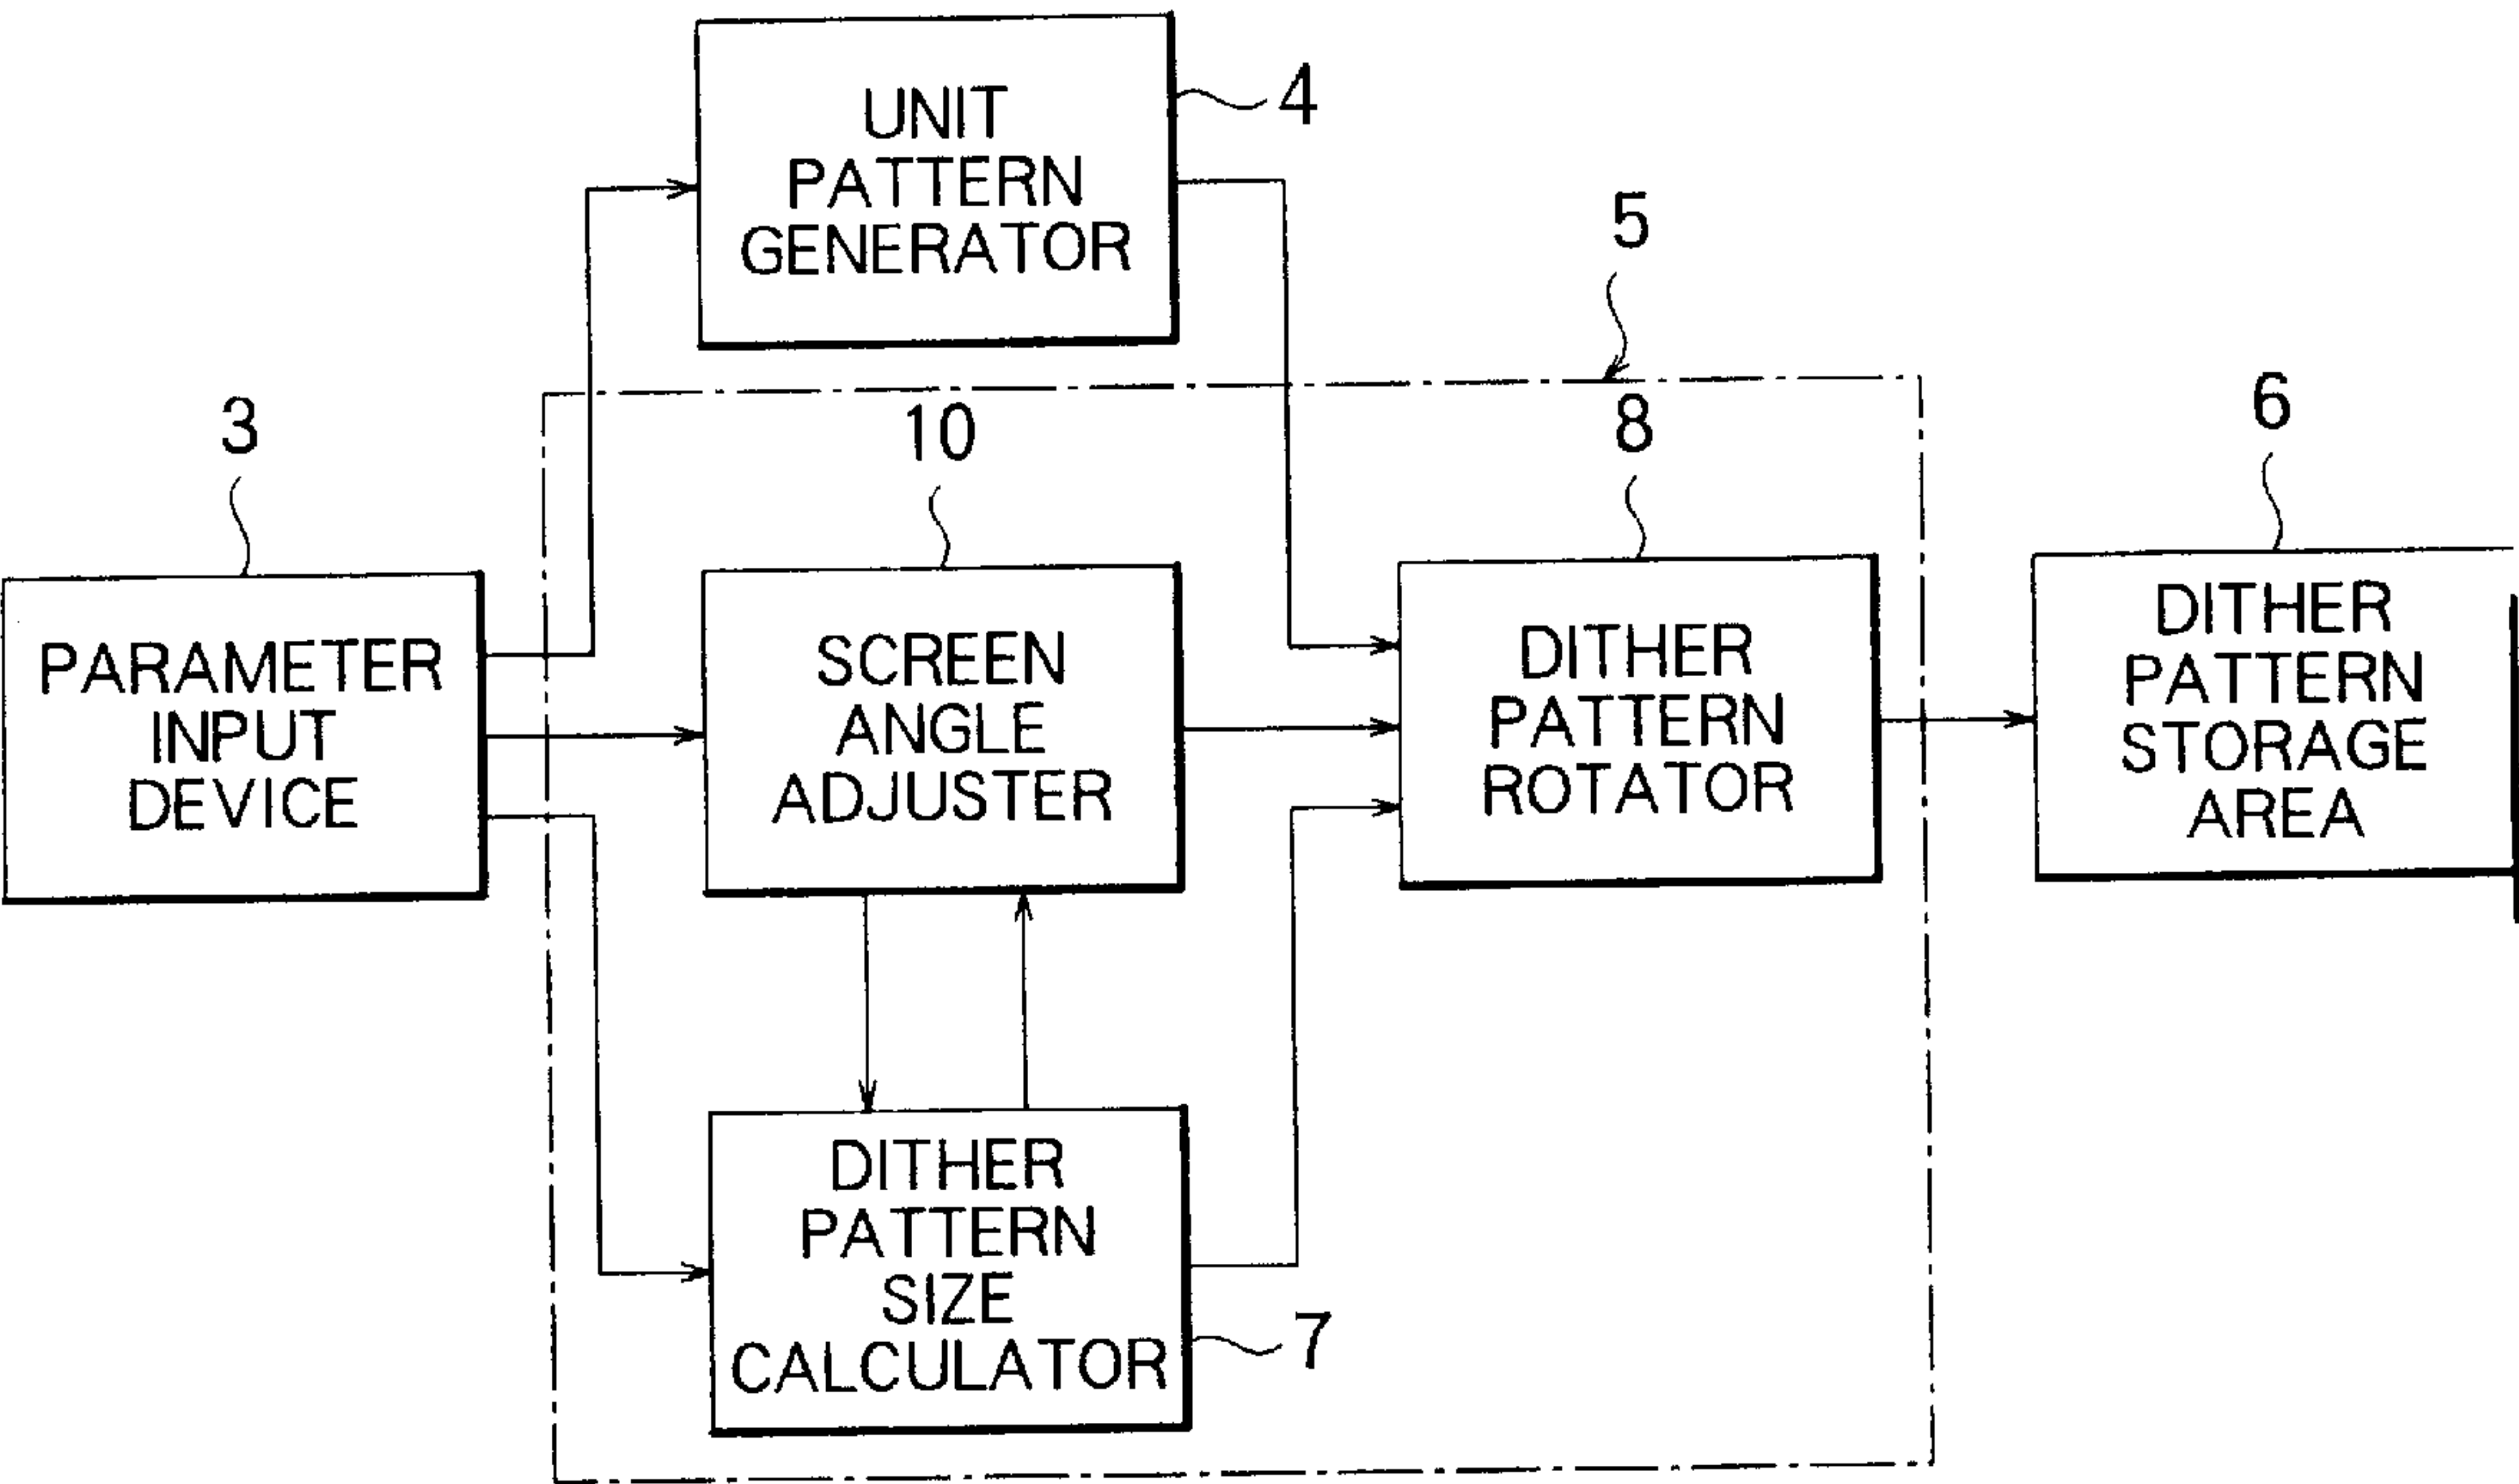 UNIT
PATTERN
GENERATOR
4
5
3
PARAMETER
INPUT
DEVICE
10
SCREEN
ANGLE
ADJUSTER
8
DITHER
PATTERN
ROTATOR
6
DITHER
PATTERN
STORAGE
AREA
DITHER
PATTERN
SIZE
CALCULATOR
7